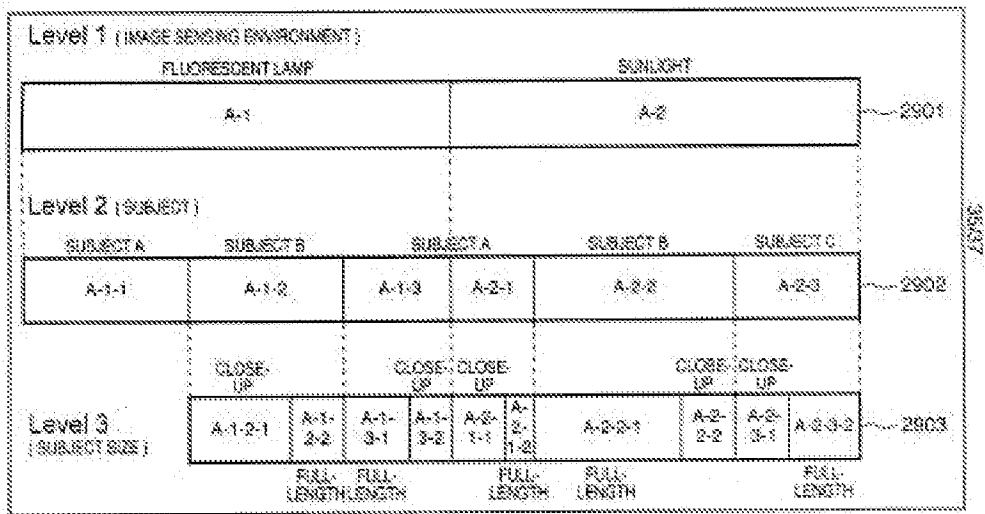 Level 1 (IMAGE SENSING ENVIRONMENT)
FLUORESCENT LAMP SUNLIGHT
A-1 A-2 2901
Level 2 (SUBJECT)
SUBJECT A SUBJECT B SUBJECT A SUBJECT B SUBJECT C
A-1-1 A-1-2 A-1-3 A-2-1 A-2-2 A-2-3 2902
CLOSE-
UP
CLOSE-
UP
CLOSE-
UP
CLOSE-
UP
CLOSE-
UP
Level 3
(SUBJECT SIZE)
A-1-2-1
A-1-
2-2
A-1-
3-1
A-1-
3-2
A-2-
1-1
A-
2-
1-2
A-2-2-1
A-2-
2-2
A-2-
3-1
A-2-3-2
2903
FULL-
LENGTH
FULL-
LENGTH
FULL-
LENGTH
FULL-
LENGTH
FULL-
LENGTH